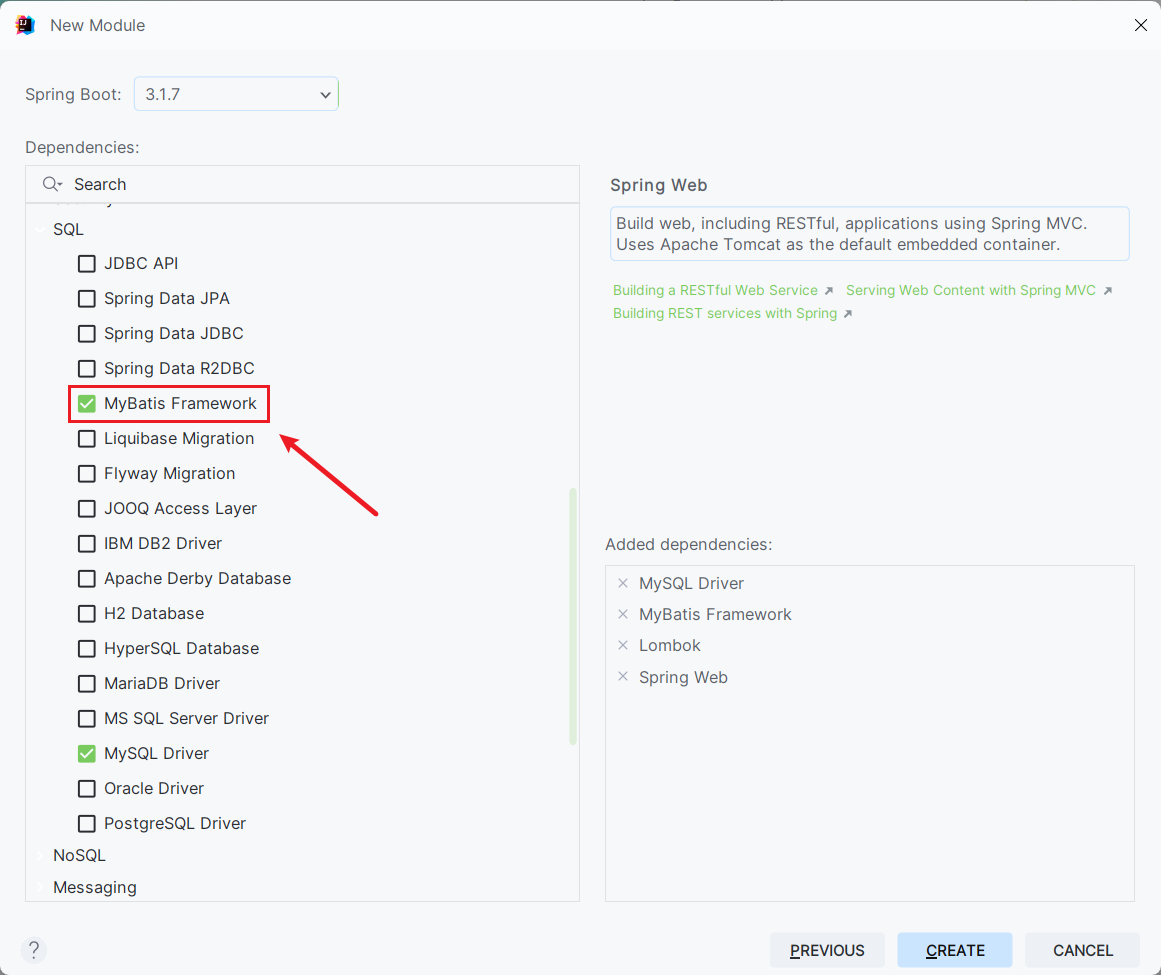 New Module
Spring Boot: 3.1.7
Dependencies:
Search
SQL
JDBC API
Spring Data JPA
Spring Data JDBC
Spring Data R2DBC
MyBatis Framework
Liquibase Migration
Flyway Migration
JOOQ Access Layer
IBM DB2 Driver
Apache Derby Database
H2 Database
HyperSQL Database
MariaDB Driver
MS SQL Server Driver
MySQL Driver
Oracle Driver
PostgreSQL Driver
NoSQL
Messaging
Spring Web
Build web, including RESTful, applications using Spring MVC.
Uses Apache Tomcat as the default embedded container.
Building a RESTful Web Service Serving Web Content with Spring MVC
Building REST services with Spring
Added dependencies:
MySQL Driver
MyBatis Framework
Lombok
Spring Web
?
PREVIOUS
CREATE
CANCEL